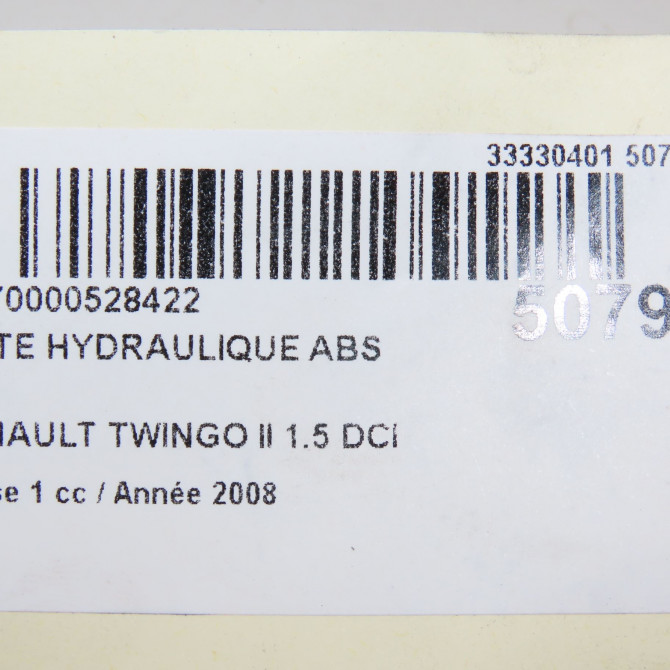 33330401 507
70000528422
5079
TE HYDRAULIQUE ABS
NAULT TWINGO II 1.5 DCI
se 1 cc / Année 2008